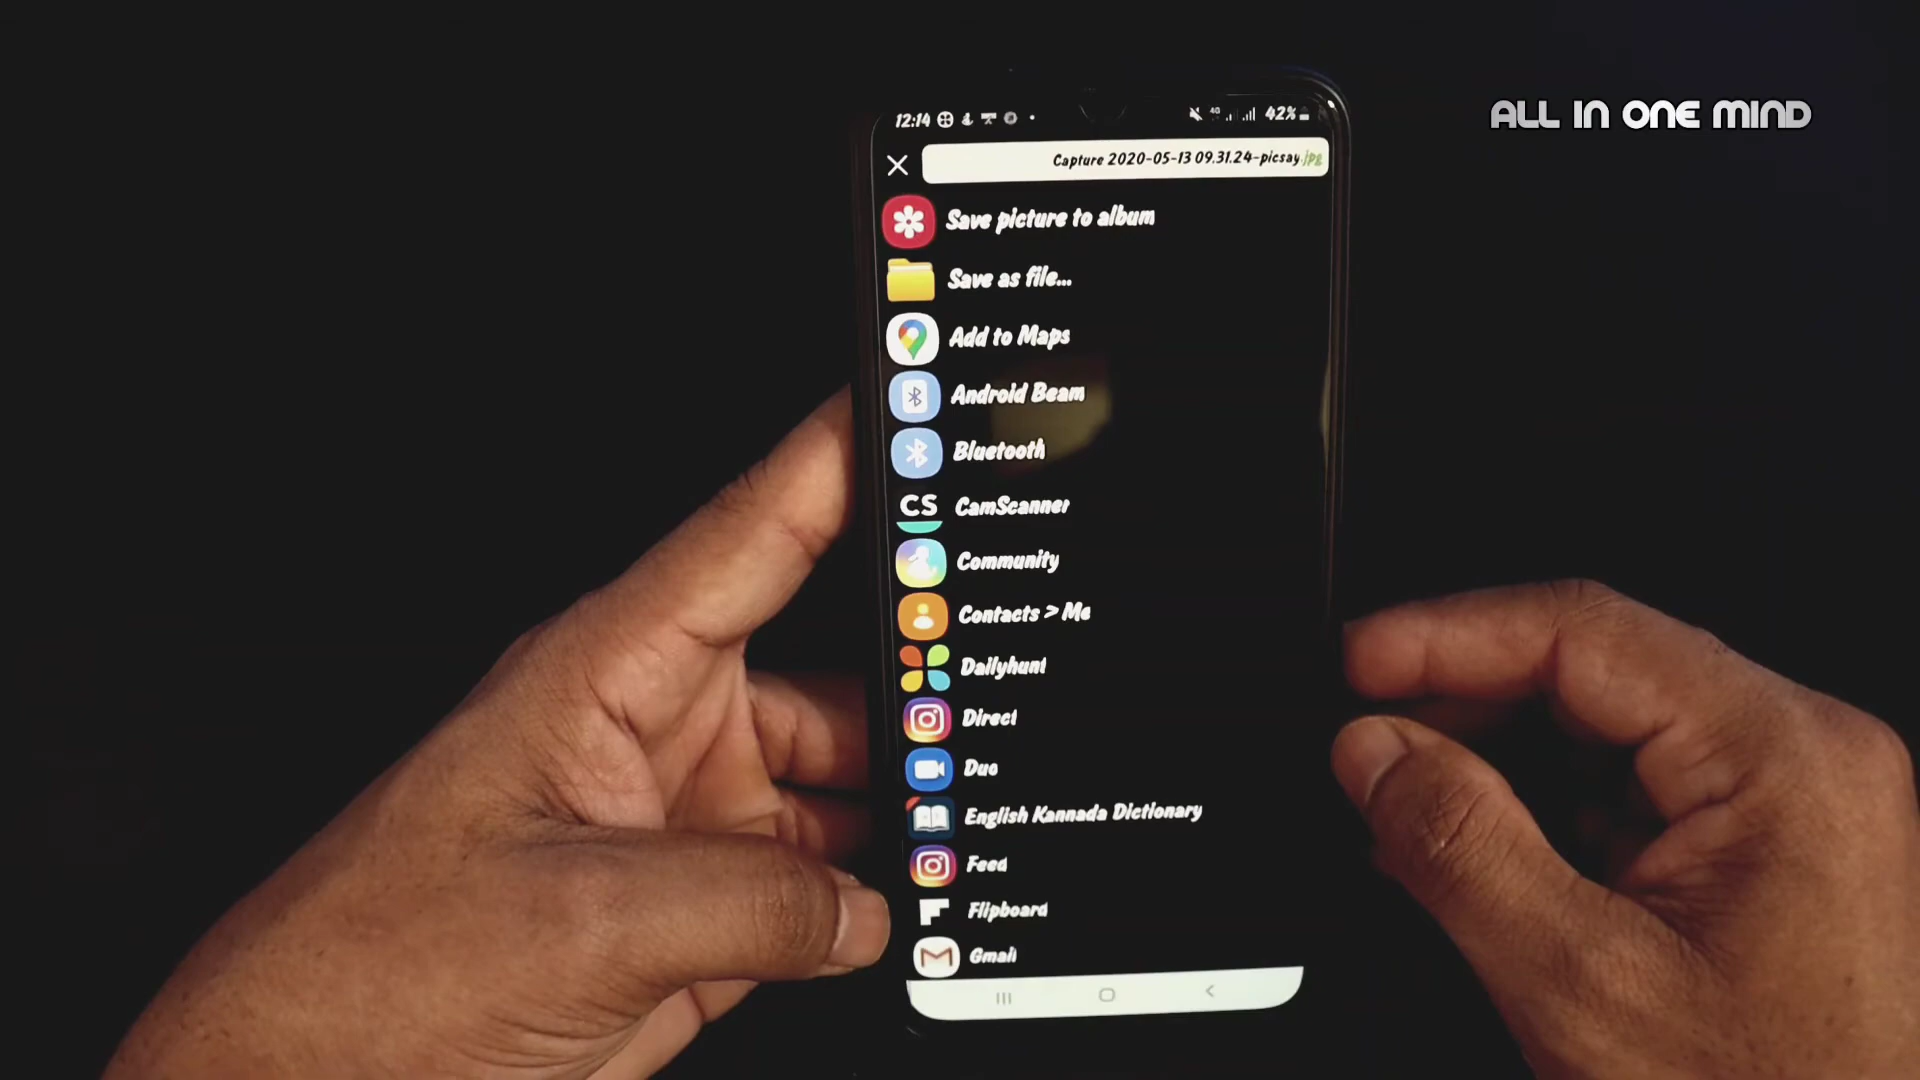 ALL IN ONE MIND
12:14
4G
42%
Capture 2020-05-13 09.31.24-picsay.jpg
Save picture to album
Save as file...
Add to Maps
Android Beam
Bluetooth
CS CamScanner
Community
Contacts > Me
Dailyhunt
Direct
Duo
English Kannada Dictionary
Feed
Flipboard
Gmail